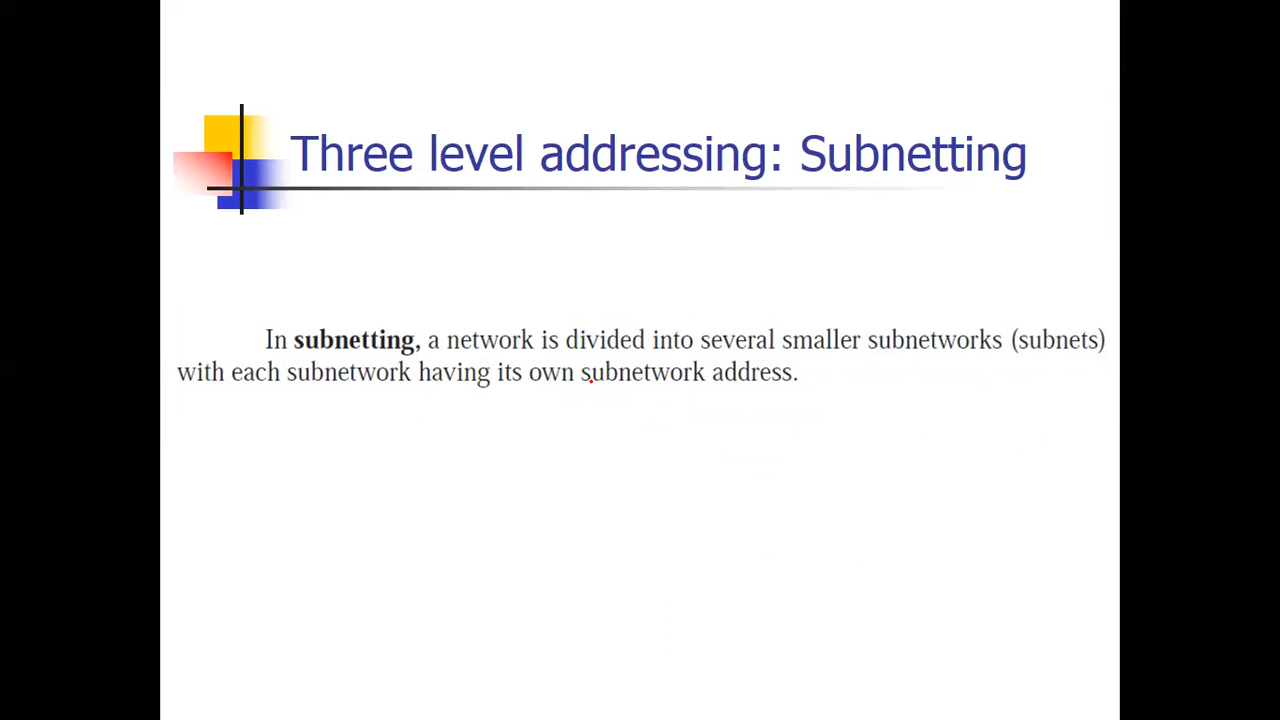 Three level addressing: Subnetting
In subnetting, a network is divided into several smaller subnetworks (subnets)
with each subnetwork having its own subnetwork address.